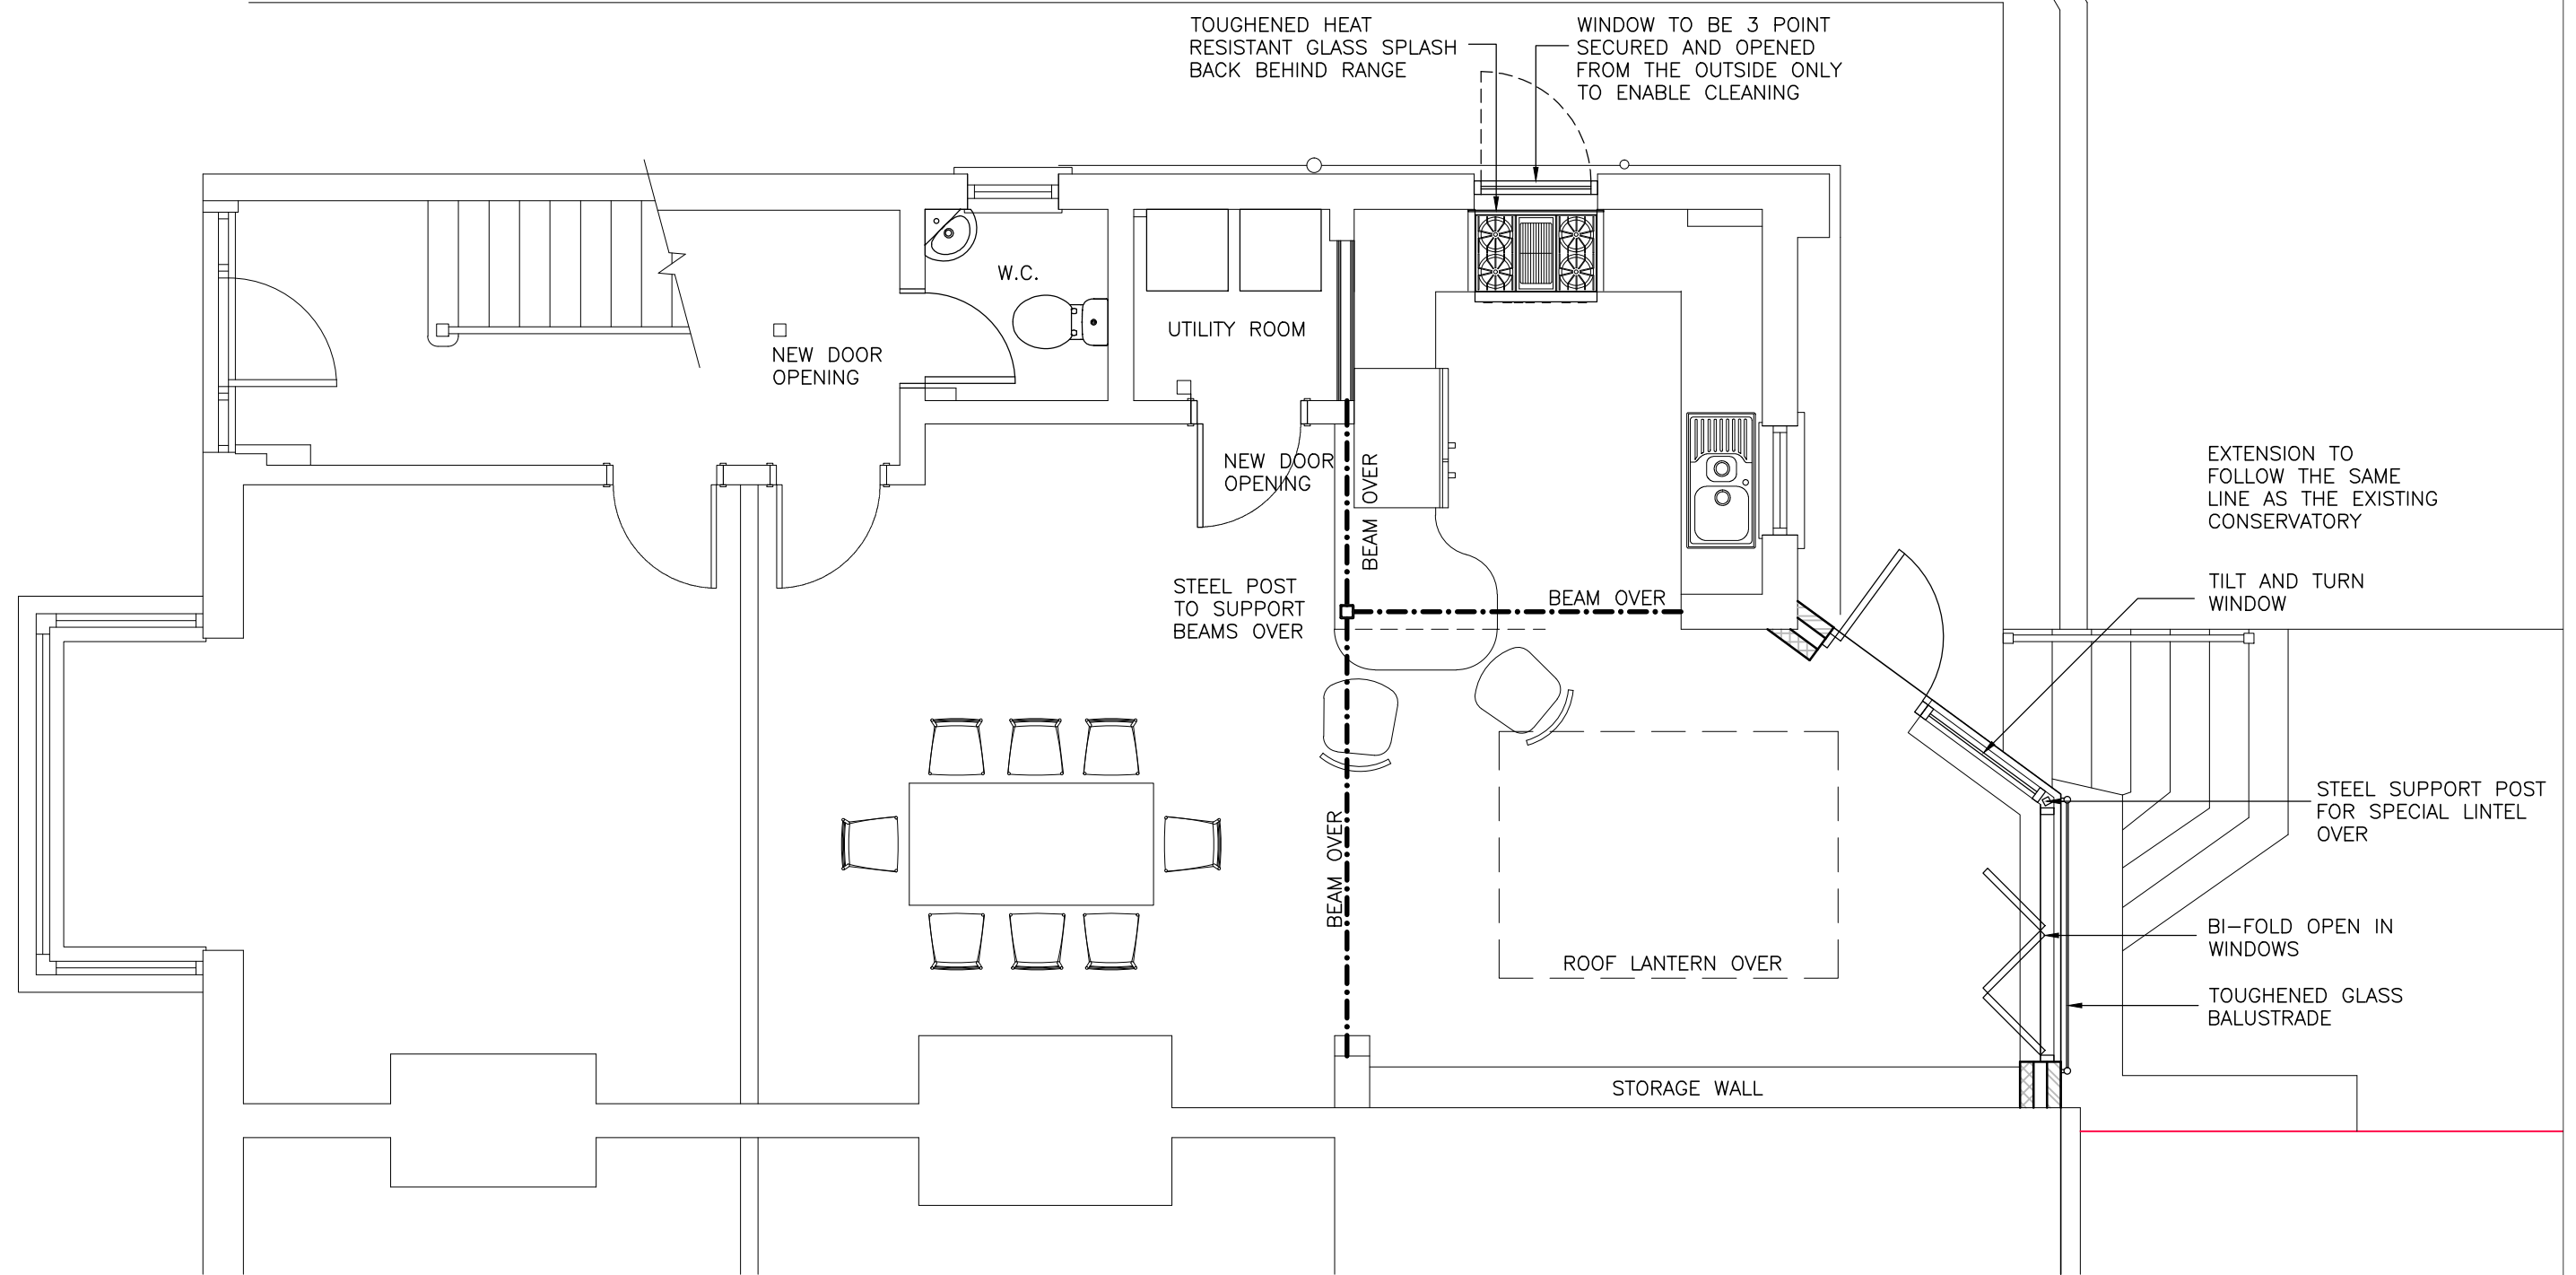 TOUGHENED HEAT
RESISTANT GLASS SPLASH
BACK BEHIND RANGE
WINDOW TO BE 3 POINT
SECURED AND OPENED
FROM THE OUTSIDE ONLY
TO ENABLE CLEANING
W.C.
UTILITY ROOM
NEW DOOR
OPENING
NEW DOOR
OPENING
BEAM OVER
EXTENSION TO
FOLLOW THE SAME
LINE AS THE EXISTING
CONSERVATORY
STEEL POST
TO SUPPORT
BEAMS OVER
BEAM OVER
TILT AND TURN
WINDOW
STEEL SUPPORT POST
FOR SPECIAL LINTEL
OVER
BEAM OVER
BI-FOLD OPEN IN
WINDOWS
ROOF LANTERN OVER
TOUGHENED GLASS
BALUSTRADE
STORAGE WALL